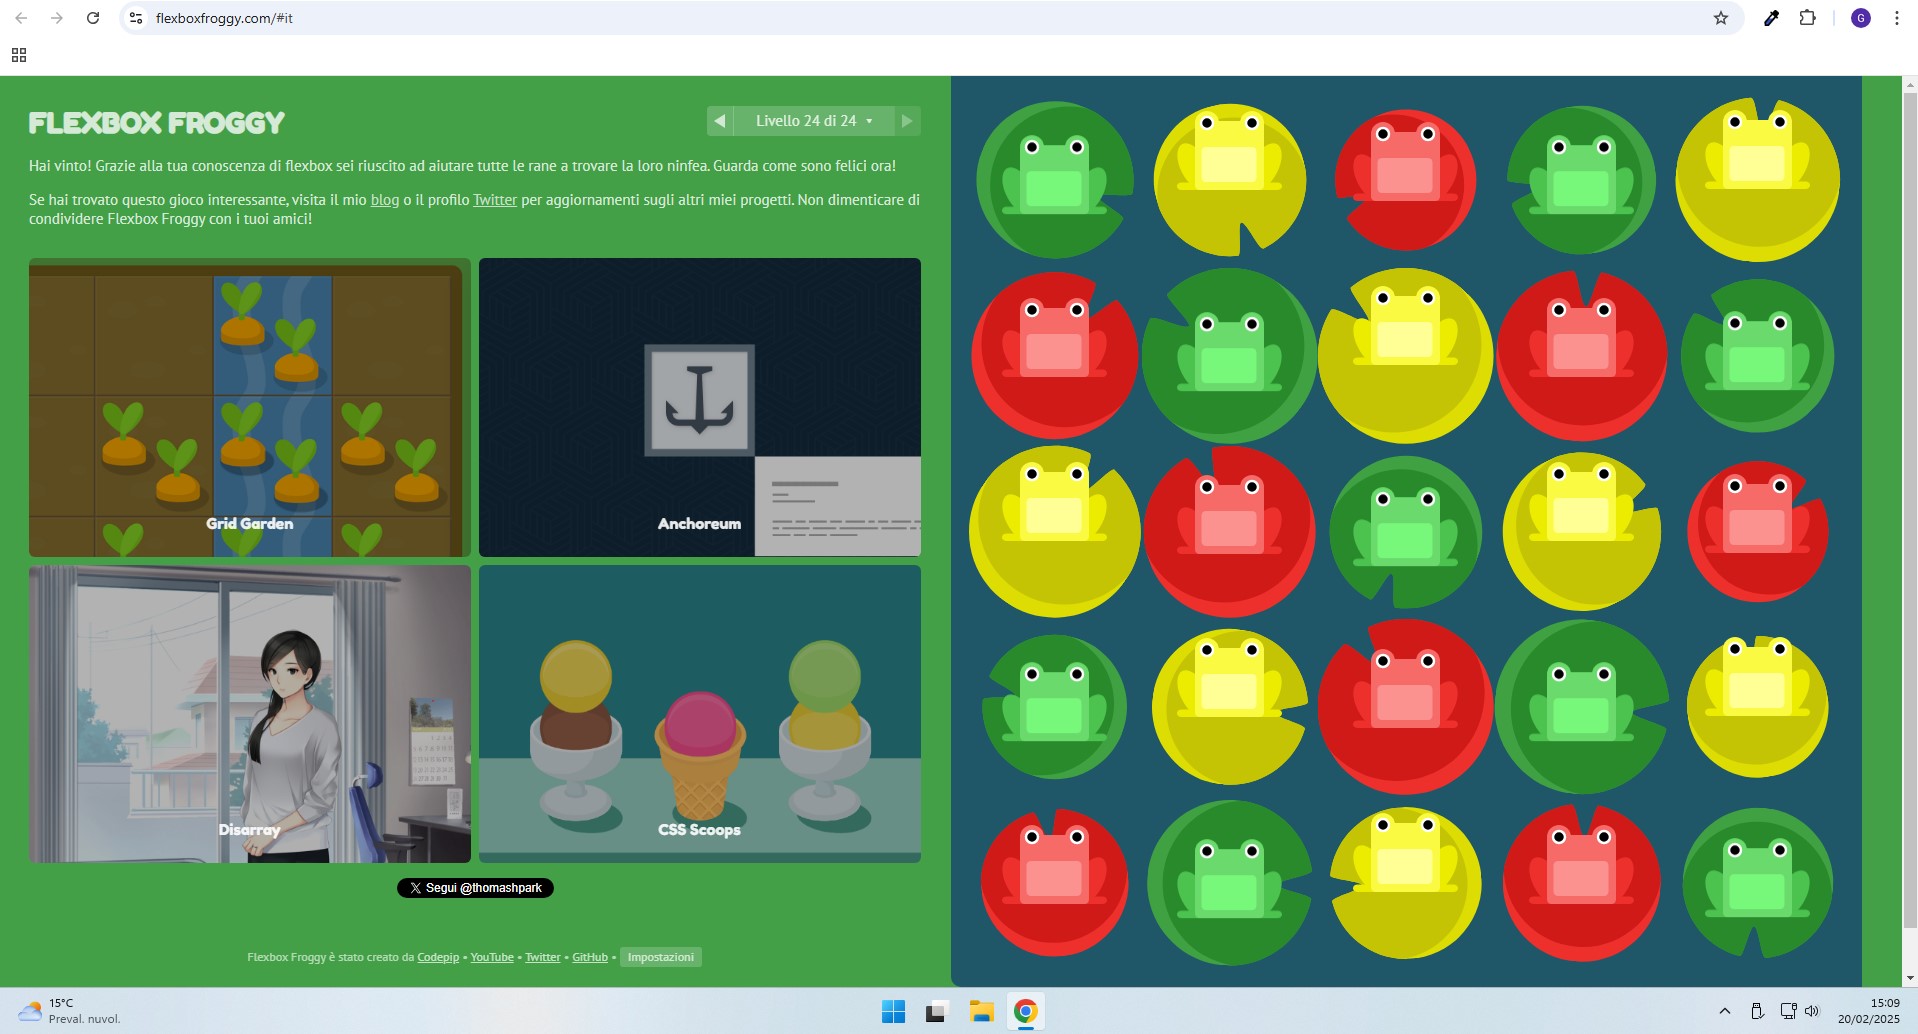 flexboxfroggy.com/#it
G
FLEXBOX FROGGY
Livello 24 di 24
Hai vinto! Grazie alla tua conoscenza di flexbox sei riuscito ad aiutare tutte le rane a trovare la loro ninfea. Guarda come sono felici ora!
Se hai trovato questo gioco interessante, visita il mio blog o il profilo Twitter per aggiornamenti sugli altri miei progetti. Non dimenticare di
condividere Flexbox Froggy con i tuoi amici!
Grid Garden
Anchoreum
Disarray
CSS Scoops
Segui @thomashpark
Flexbox Froggy è stato creato da Codepip • YouTube • Twitter • GitHub • Impostazioni
15°C
Preval. nuvol.
15:09
20/02/2025